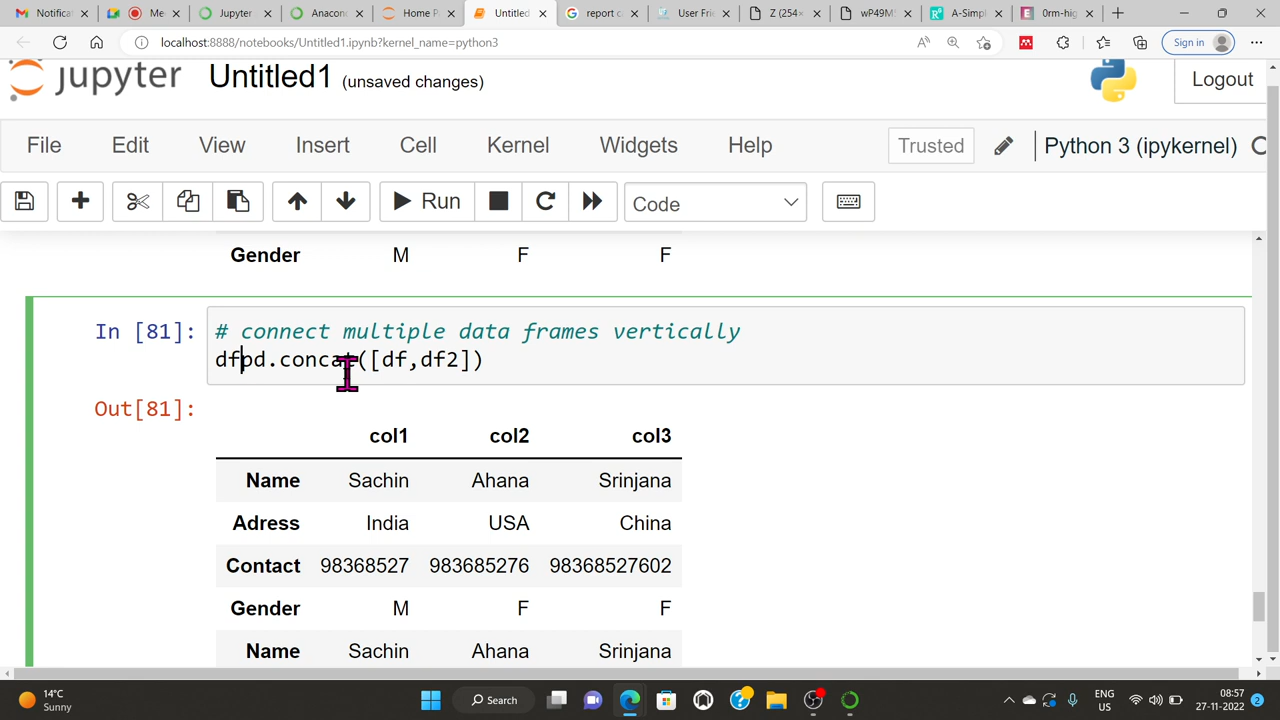 Notificat
Me
Jupyter
Anacon
Home P
Untitled
report c
User Fri
Z (254×
wP49M
A-Simpl
0rm-hig
localhost:8888/notebooks/Untitled1.ipynb?kernel_name=python3
Sign in
jupyter Untitled1 (unsaved changes)
Logout
File Edit View Insert Cell Kernel Widgets Help
Trusted
Python 3 (ipykernel)
Run
Code
Gender M F F
In [81]: # connect multiple data frames vertically
dfpd.concat([df,df2])
Out[81]:
col1 col2 col3
Name Sachin Ahana Srinjana
Adress India USA China
Contact 98368527 983685276 98368527602
Gender M F F
Name Sachin Ahana Srinjana
14°C
Sunny
Search
ENG
US
08:57
27-11-2022
2